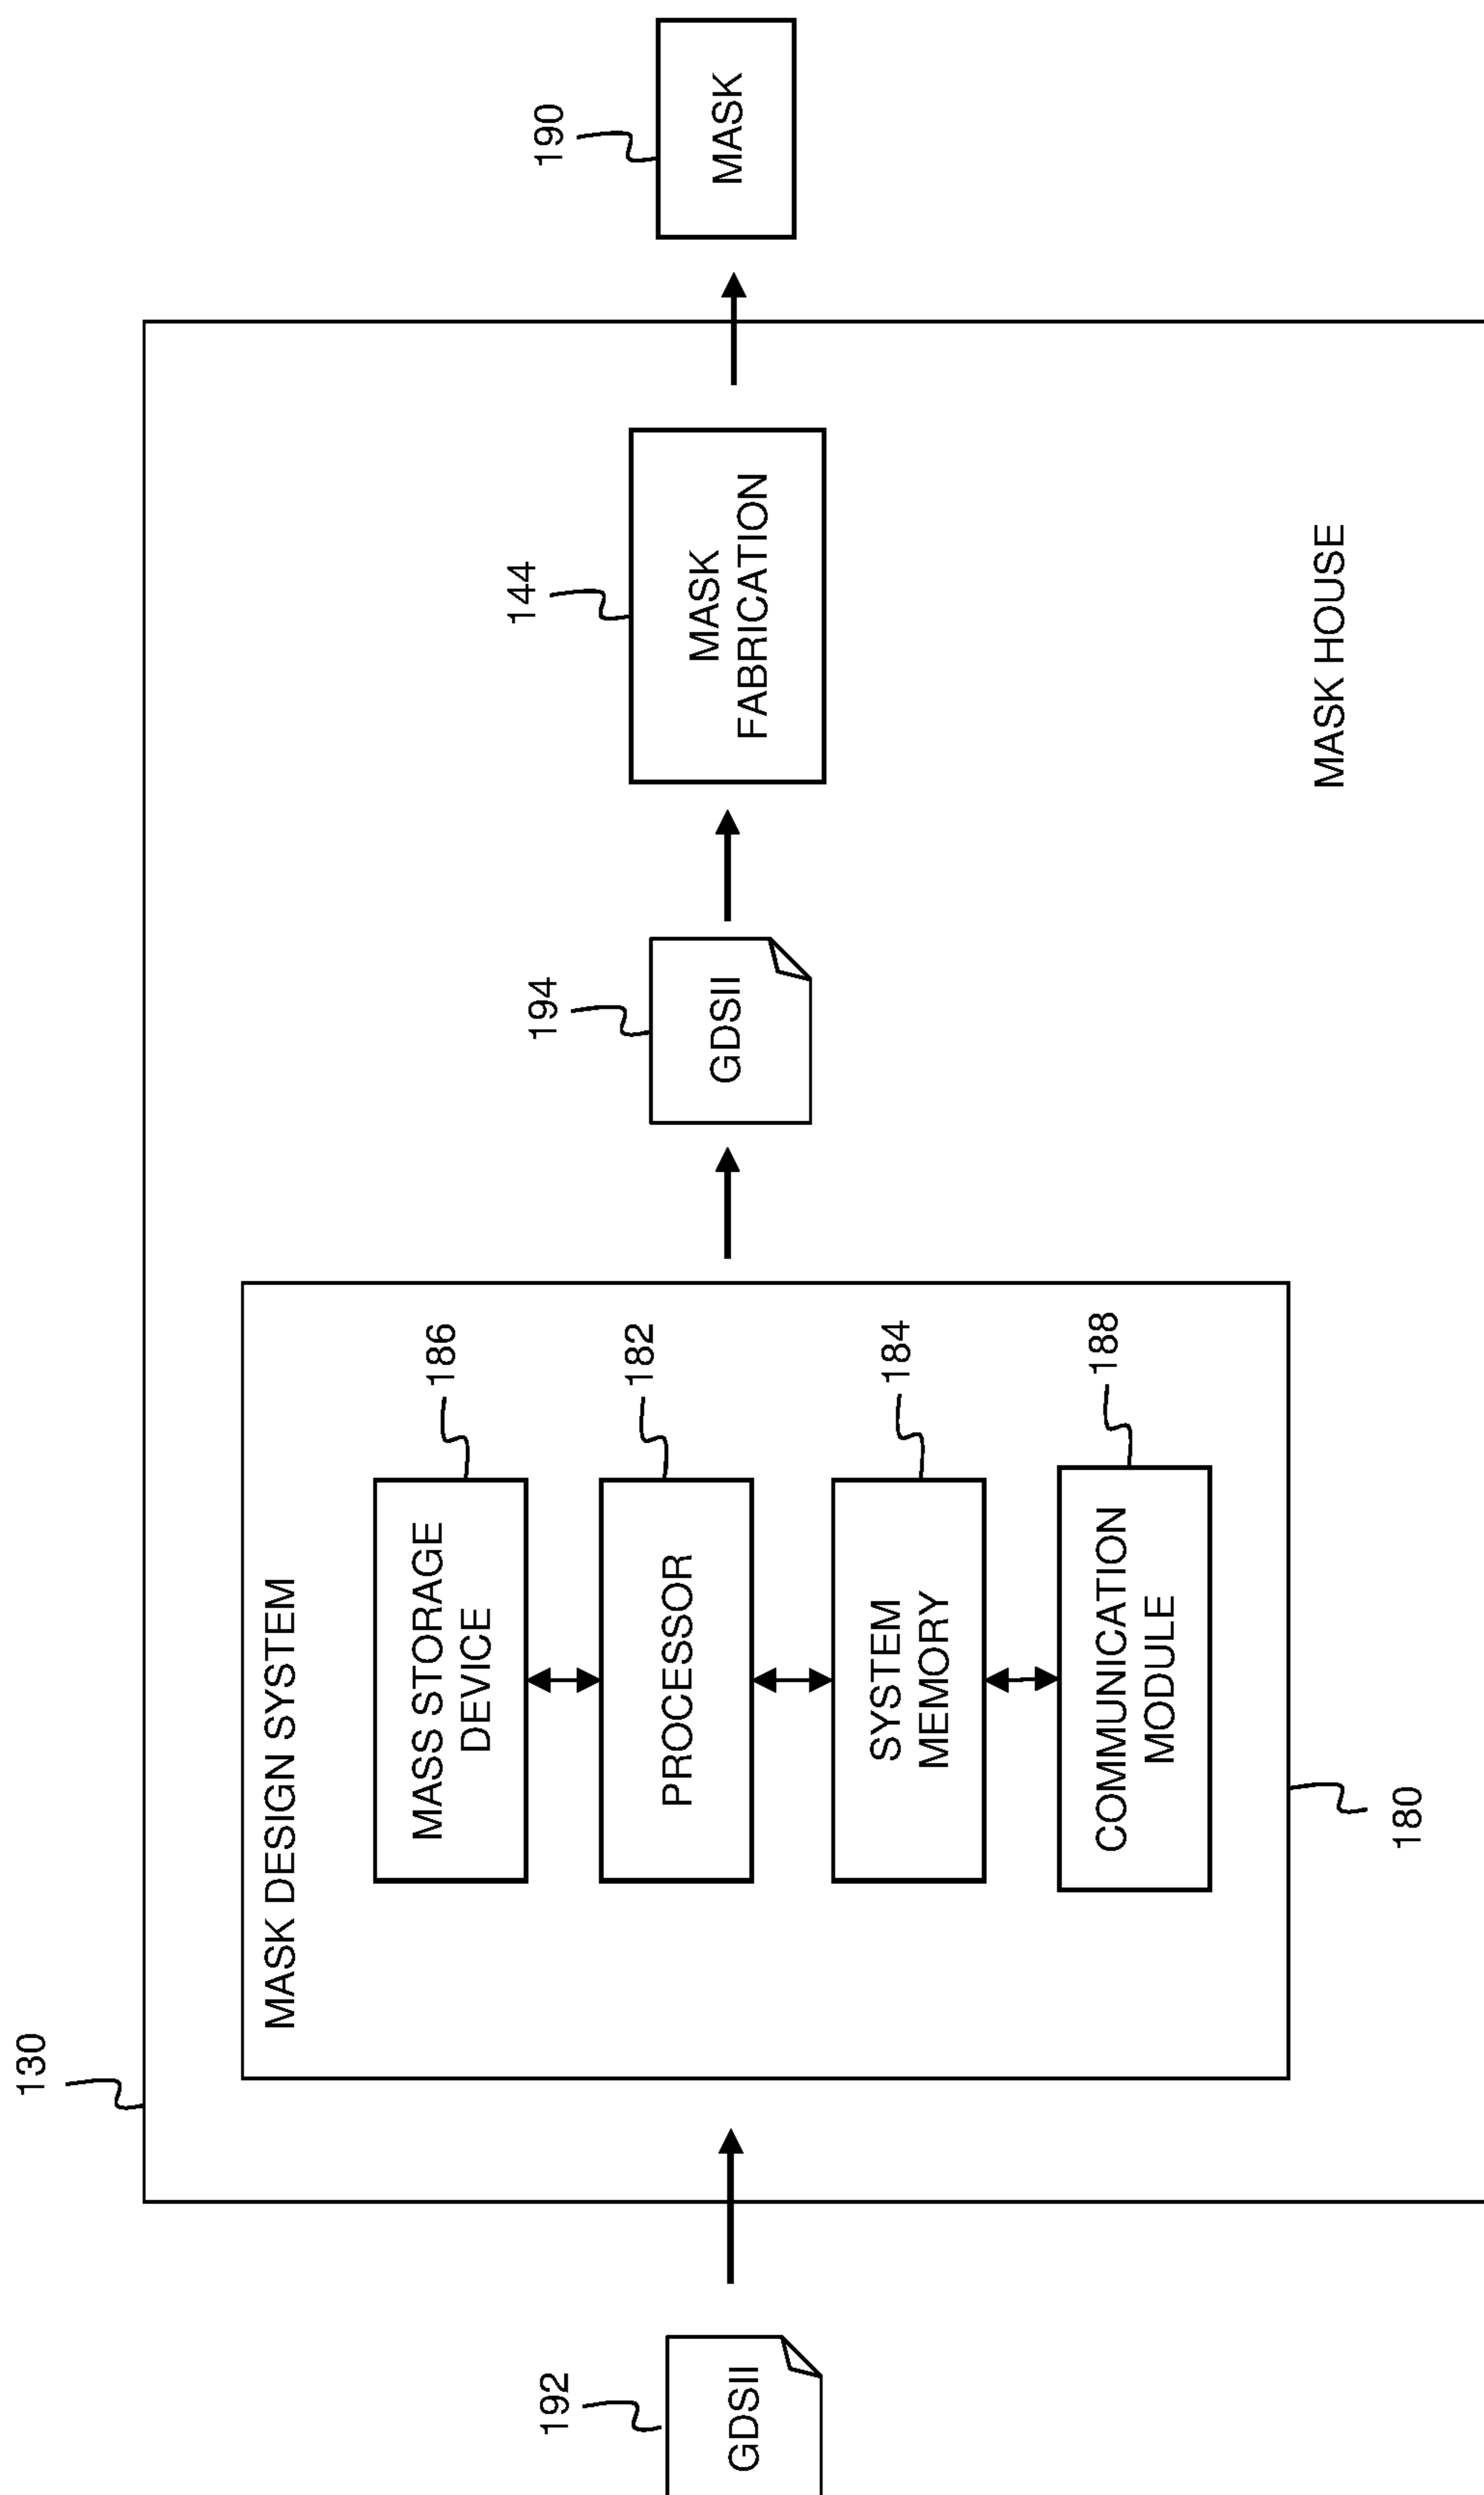 130
MASK DESIGN SYSTEM
186
MASS STORAGE
DEVICE
182
PROCESSOR
184
SYSTEM
MEMORY
188
COMMUNICATION
MODULE
180
192
GDSII
194
GDSII
144
MASK
FABRICATION
190
MASK
MASK HOUSE